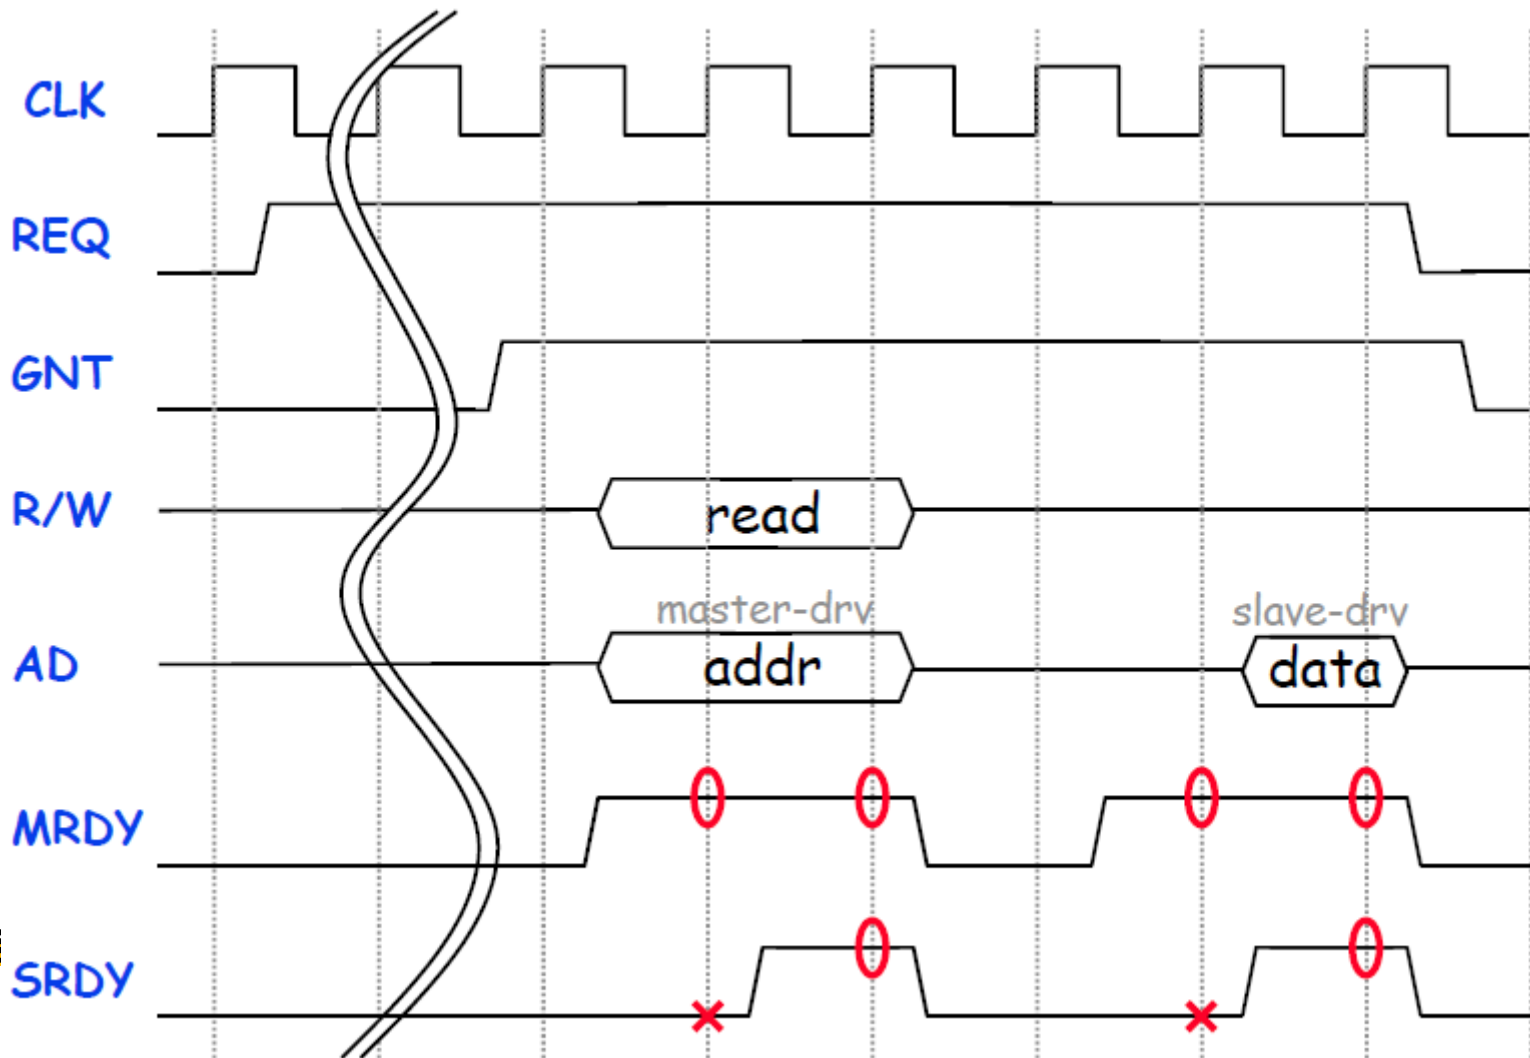 CLK
REQ
GNT
R/W
read
master-drv
slave-drv
AD
addr
data
MRDY
SRDY